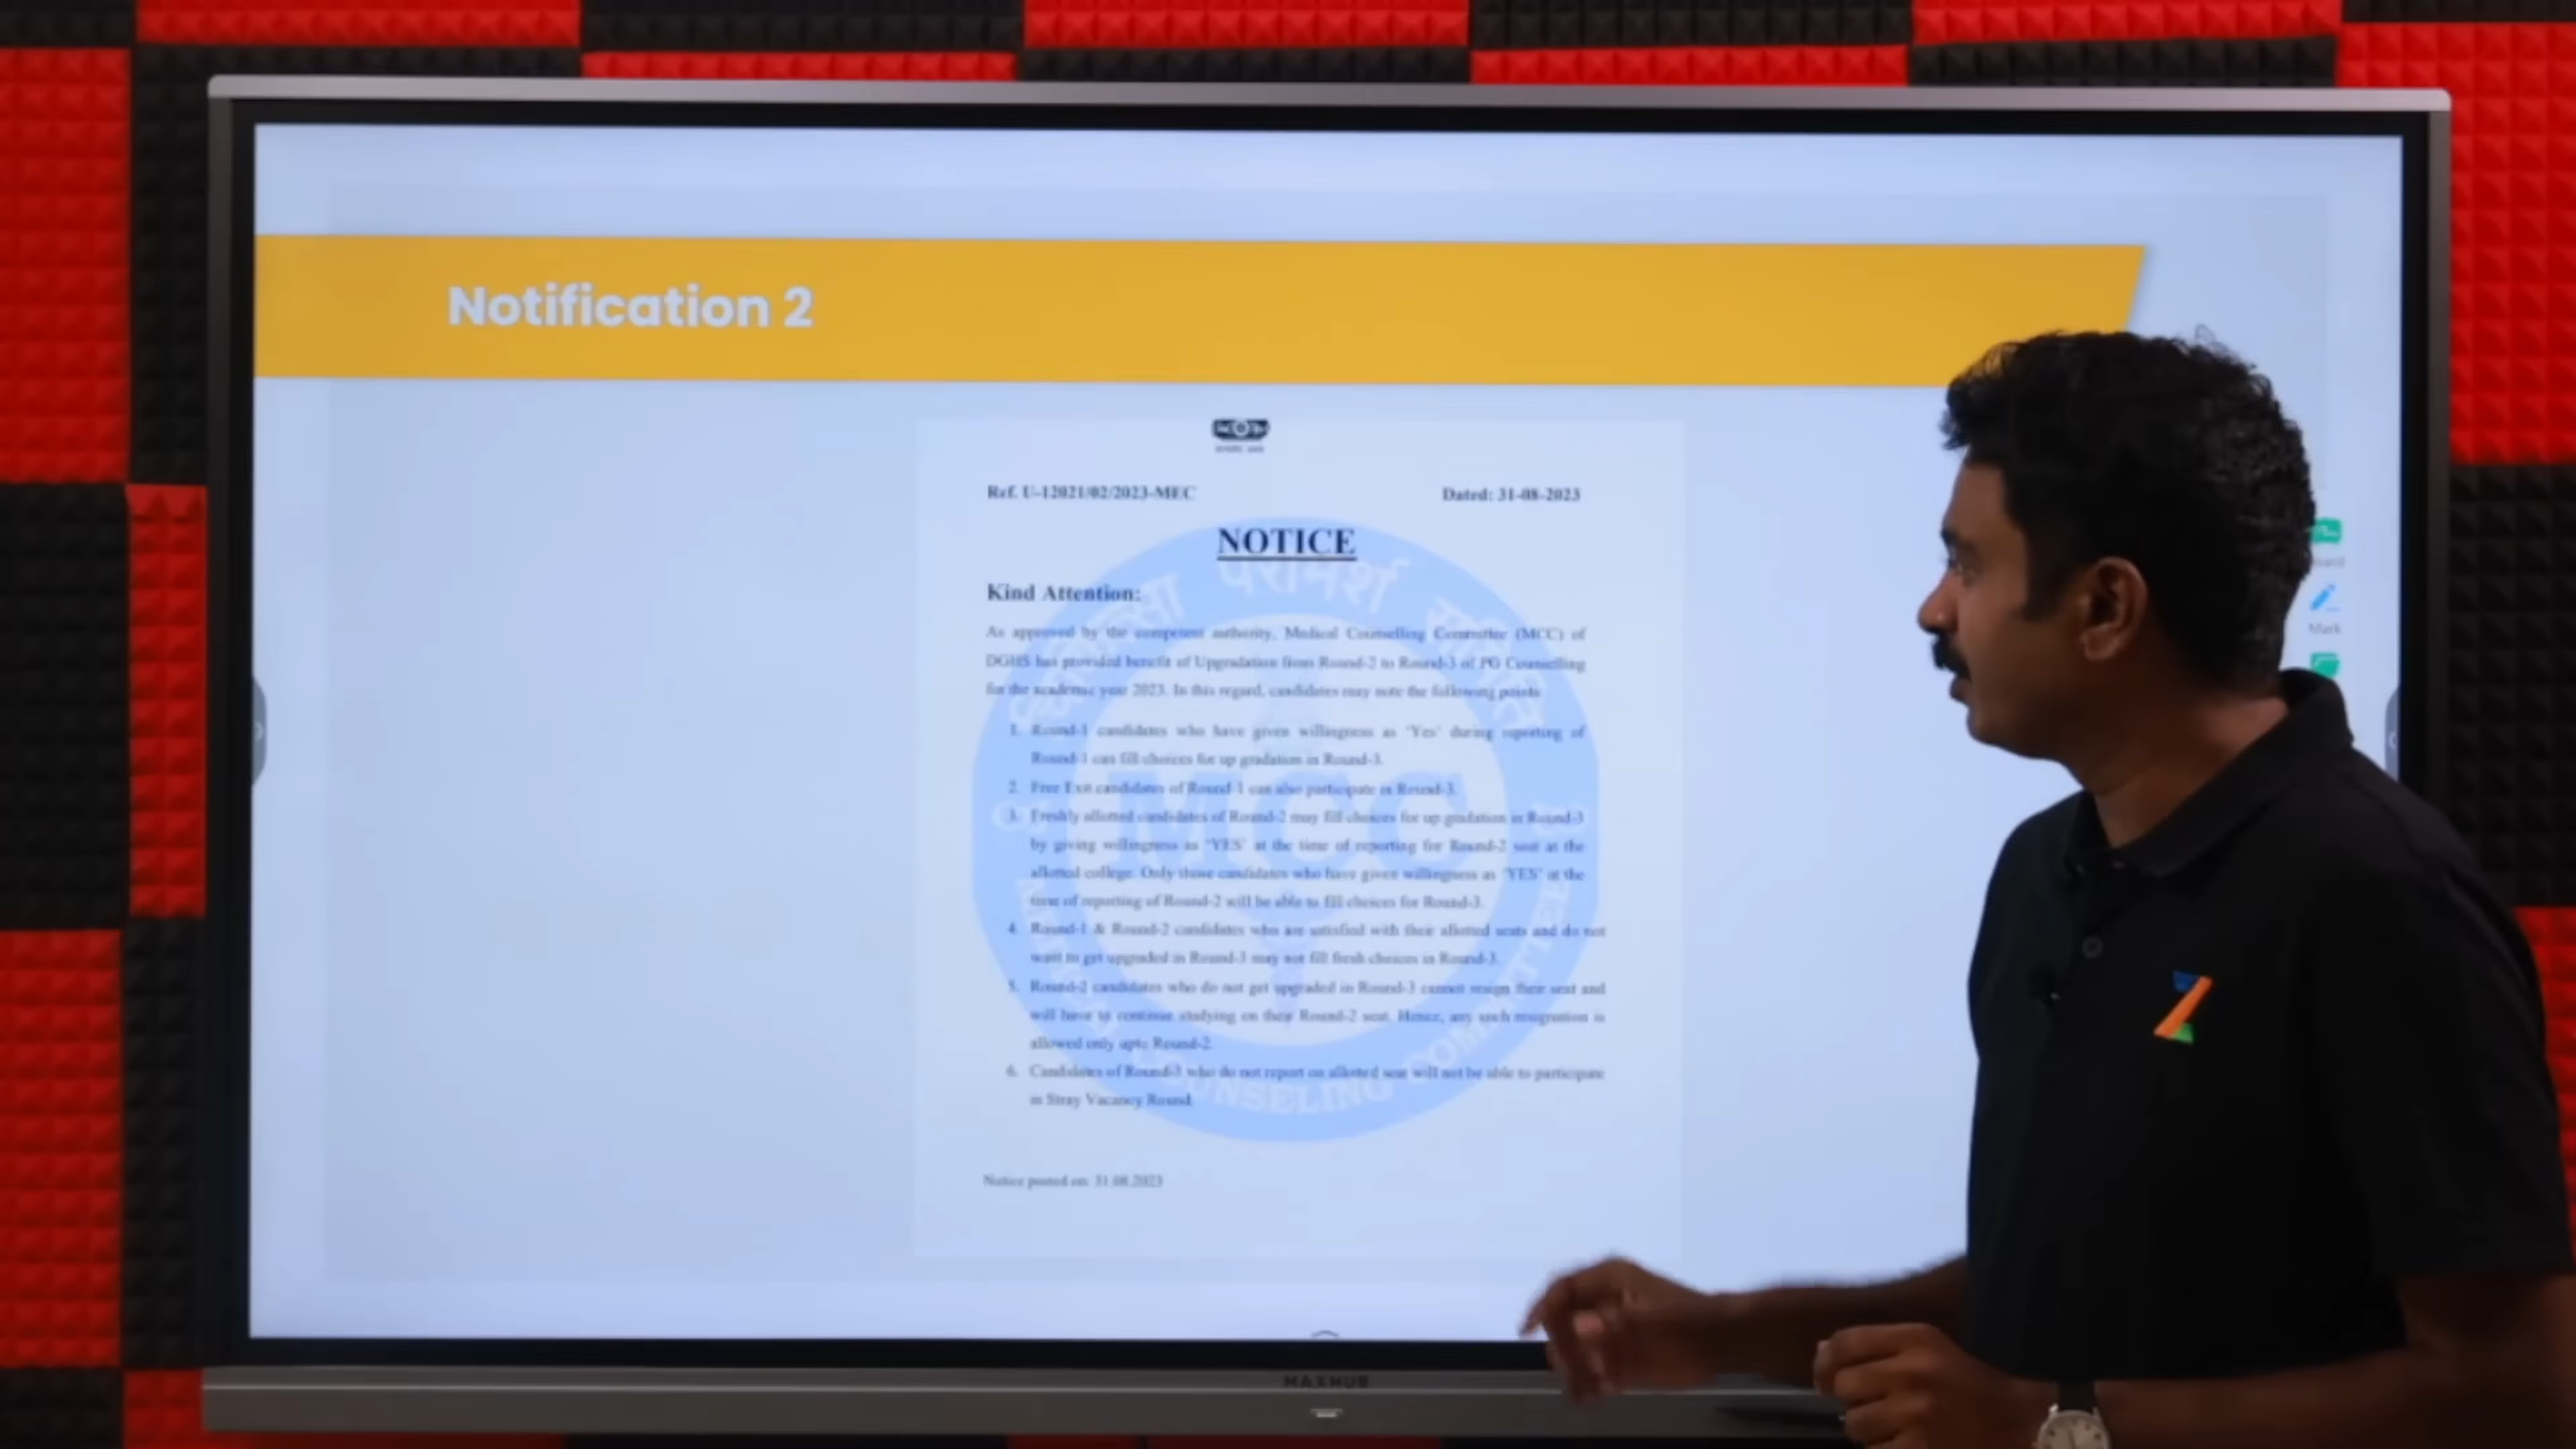 Notification 2
Ref. U-12021/02/2023-MEC
Dated: 31-08-2023
NOTICE
Kind Attention:
As approved by the competent authority, Medical Counselling Committee (MCC) of
DGHS has provided benefit of Upgradation from Round-2 to Round-3 of PG Counselling
for the academic year 2023. In this regard, candidates may note the following points
1. Round-1 candidates who have given willingness as 'Yes' during reporting of
Round-1 can fill choices for up gradation in Round-3.
2. Free Exit candidates of Round-1 can also participate in Round-3.
3. Freshly allotted candidates of Round-2 may fill choices for up gradation in Round-3
by giving willingness as 'YES' at the time of reporting for Round-2 seat at the
allotted college. Only those candidates who have given willingness as 'YES' at the
time of reporting of Round-2 will be able to fill choices for Round-3.
4. Round-1 & Round-2 candidates who are satisfied with their allotted seats and do not
want to get upgraded in Round-3 may not fill fresh choices in Round-3.
5. Round-2 candidates who do not get upgraded in Round-3 cannot resign their seat and
will have to continue studying on their Round-2 seat. Hence, any such resignation is
allowed only upto Round-2.
6. Candidates of Round-3 who do not report on allotted seat will not be able to participate
in Stray Vacancy Round.
Notice posted on: 31.08.2023
परामर्श
MCC
Mark
MAXHUB